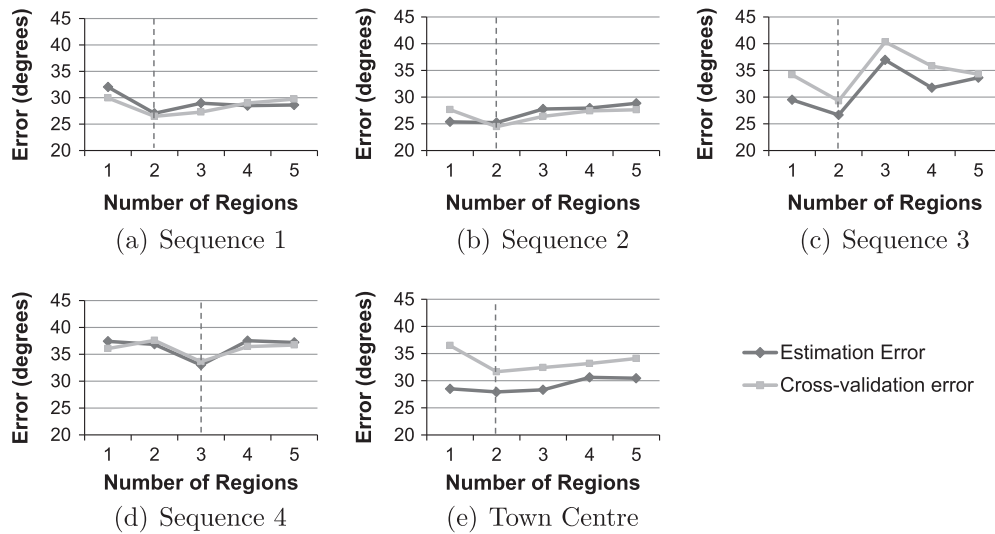 45
40
35
30
25
20
Error (degrees)
1 2 3 4 5
Number of Regions
(a) Sequence 1
45
40
35
30
25
20
Error (degrees)
1 2 3 4 5
Number of Regions
(b) Sequence 2
45
40
35
30
25
20
Error (degrees)
1 2 3 4 5
Number of Regions
(c) Sequence 3
45
40
35
30
25
20
Error (degrees)
1 2 3 4 5
Number of Regions
(d) Sequence 4
45
40
35
30
25
20
Error (degrees)
1 2 3 4 5
Number of Regions
(e) Town Centre
Estimation Error
Cross-validation error